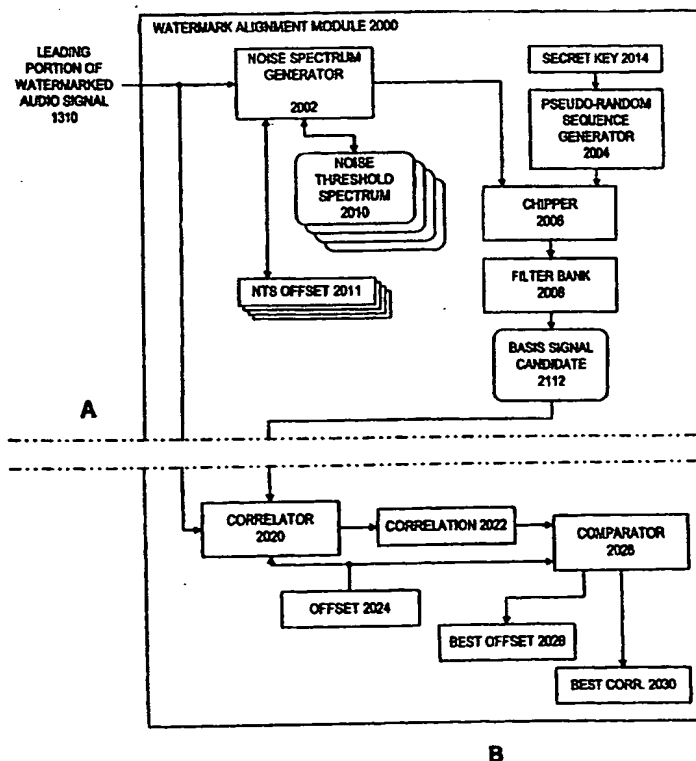 WATERMARK ALIGNMENT MODULE 2000
LEADING
PORTION OF
WATERMARKED
AUDIO SIGNAL
1310
NOISE SPECTRUM
GENERATOR
2002
SECRET KEY 2014
PSEUDO-RANDOM
SEQUENCE
GENERATOR
2004
NOISE
THRESHOLD
SPECTRUM
2010
CHIPPER
2006
NTS OFFSET 2011
FILTER BANK
2008
BASIS SIGNAL
CANDIDATE
2112
A
CORRELATOR
2020
CORRELATION 2022
COMPARATOR
2026
OFFSET 2024
BEST OFFSET 2028
BEST CORR. 2030
B